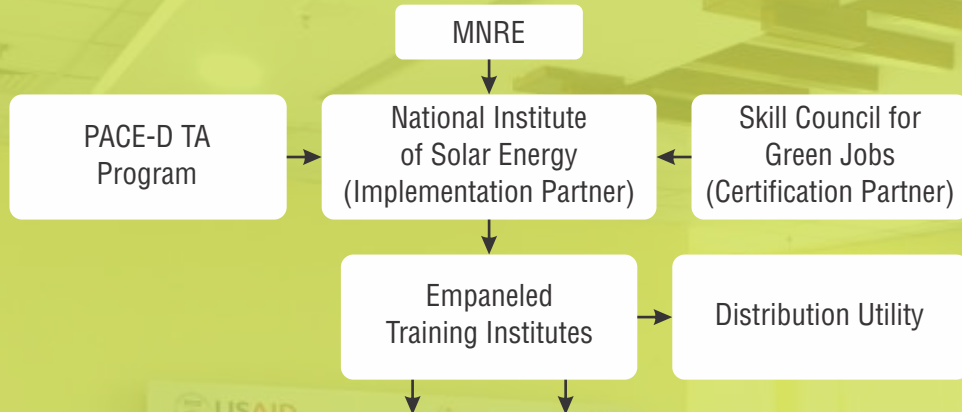 MNRE
PACE-D TA
Program
National Institute
of Solar Energy
(Implementation Partner)
Skill Council for
Green Jobs
(Certification Partner)
Empaneled
Training Institutes
Distribution Utility
USAID